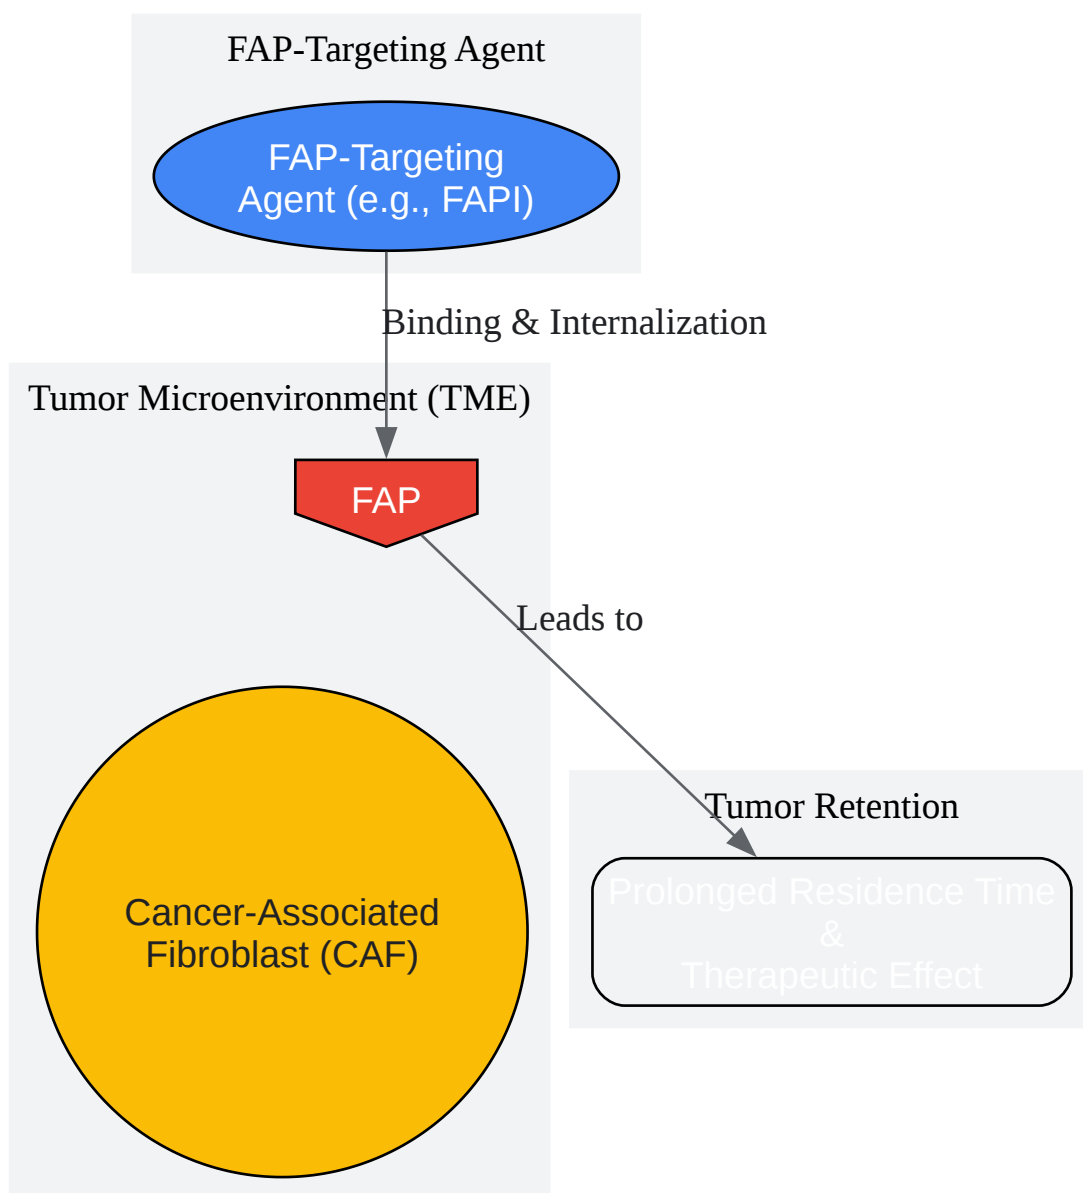 FAP-Targeting Agent
FAP-Targeting
Agent (e.g., FAPI)
Binding & Internalization
Tumor Microenvironment (TME)
FAP
Leads to
Tumor Retention
Prolonged Residence Time
&
Therapeutic Effect
Cancer-Associated
Fibroblast (CAF)